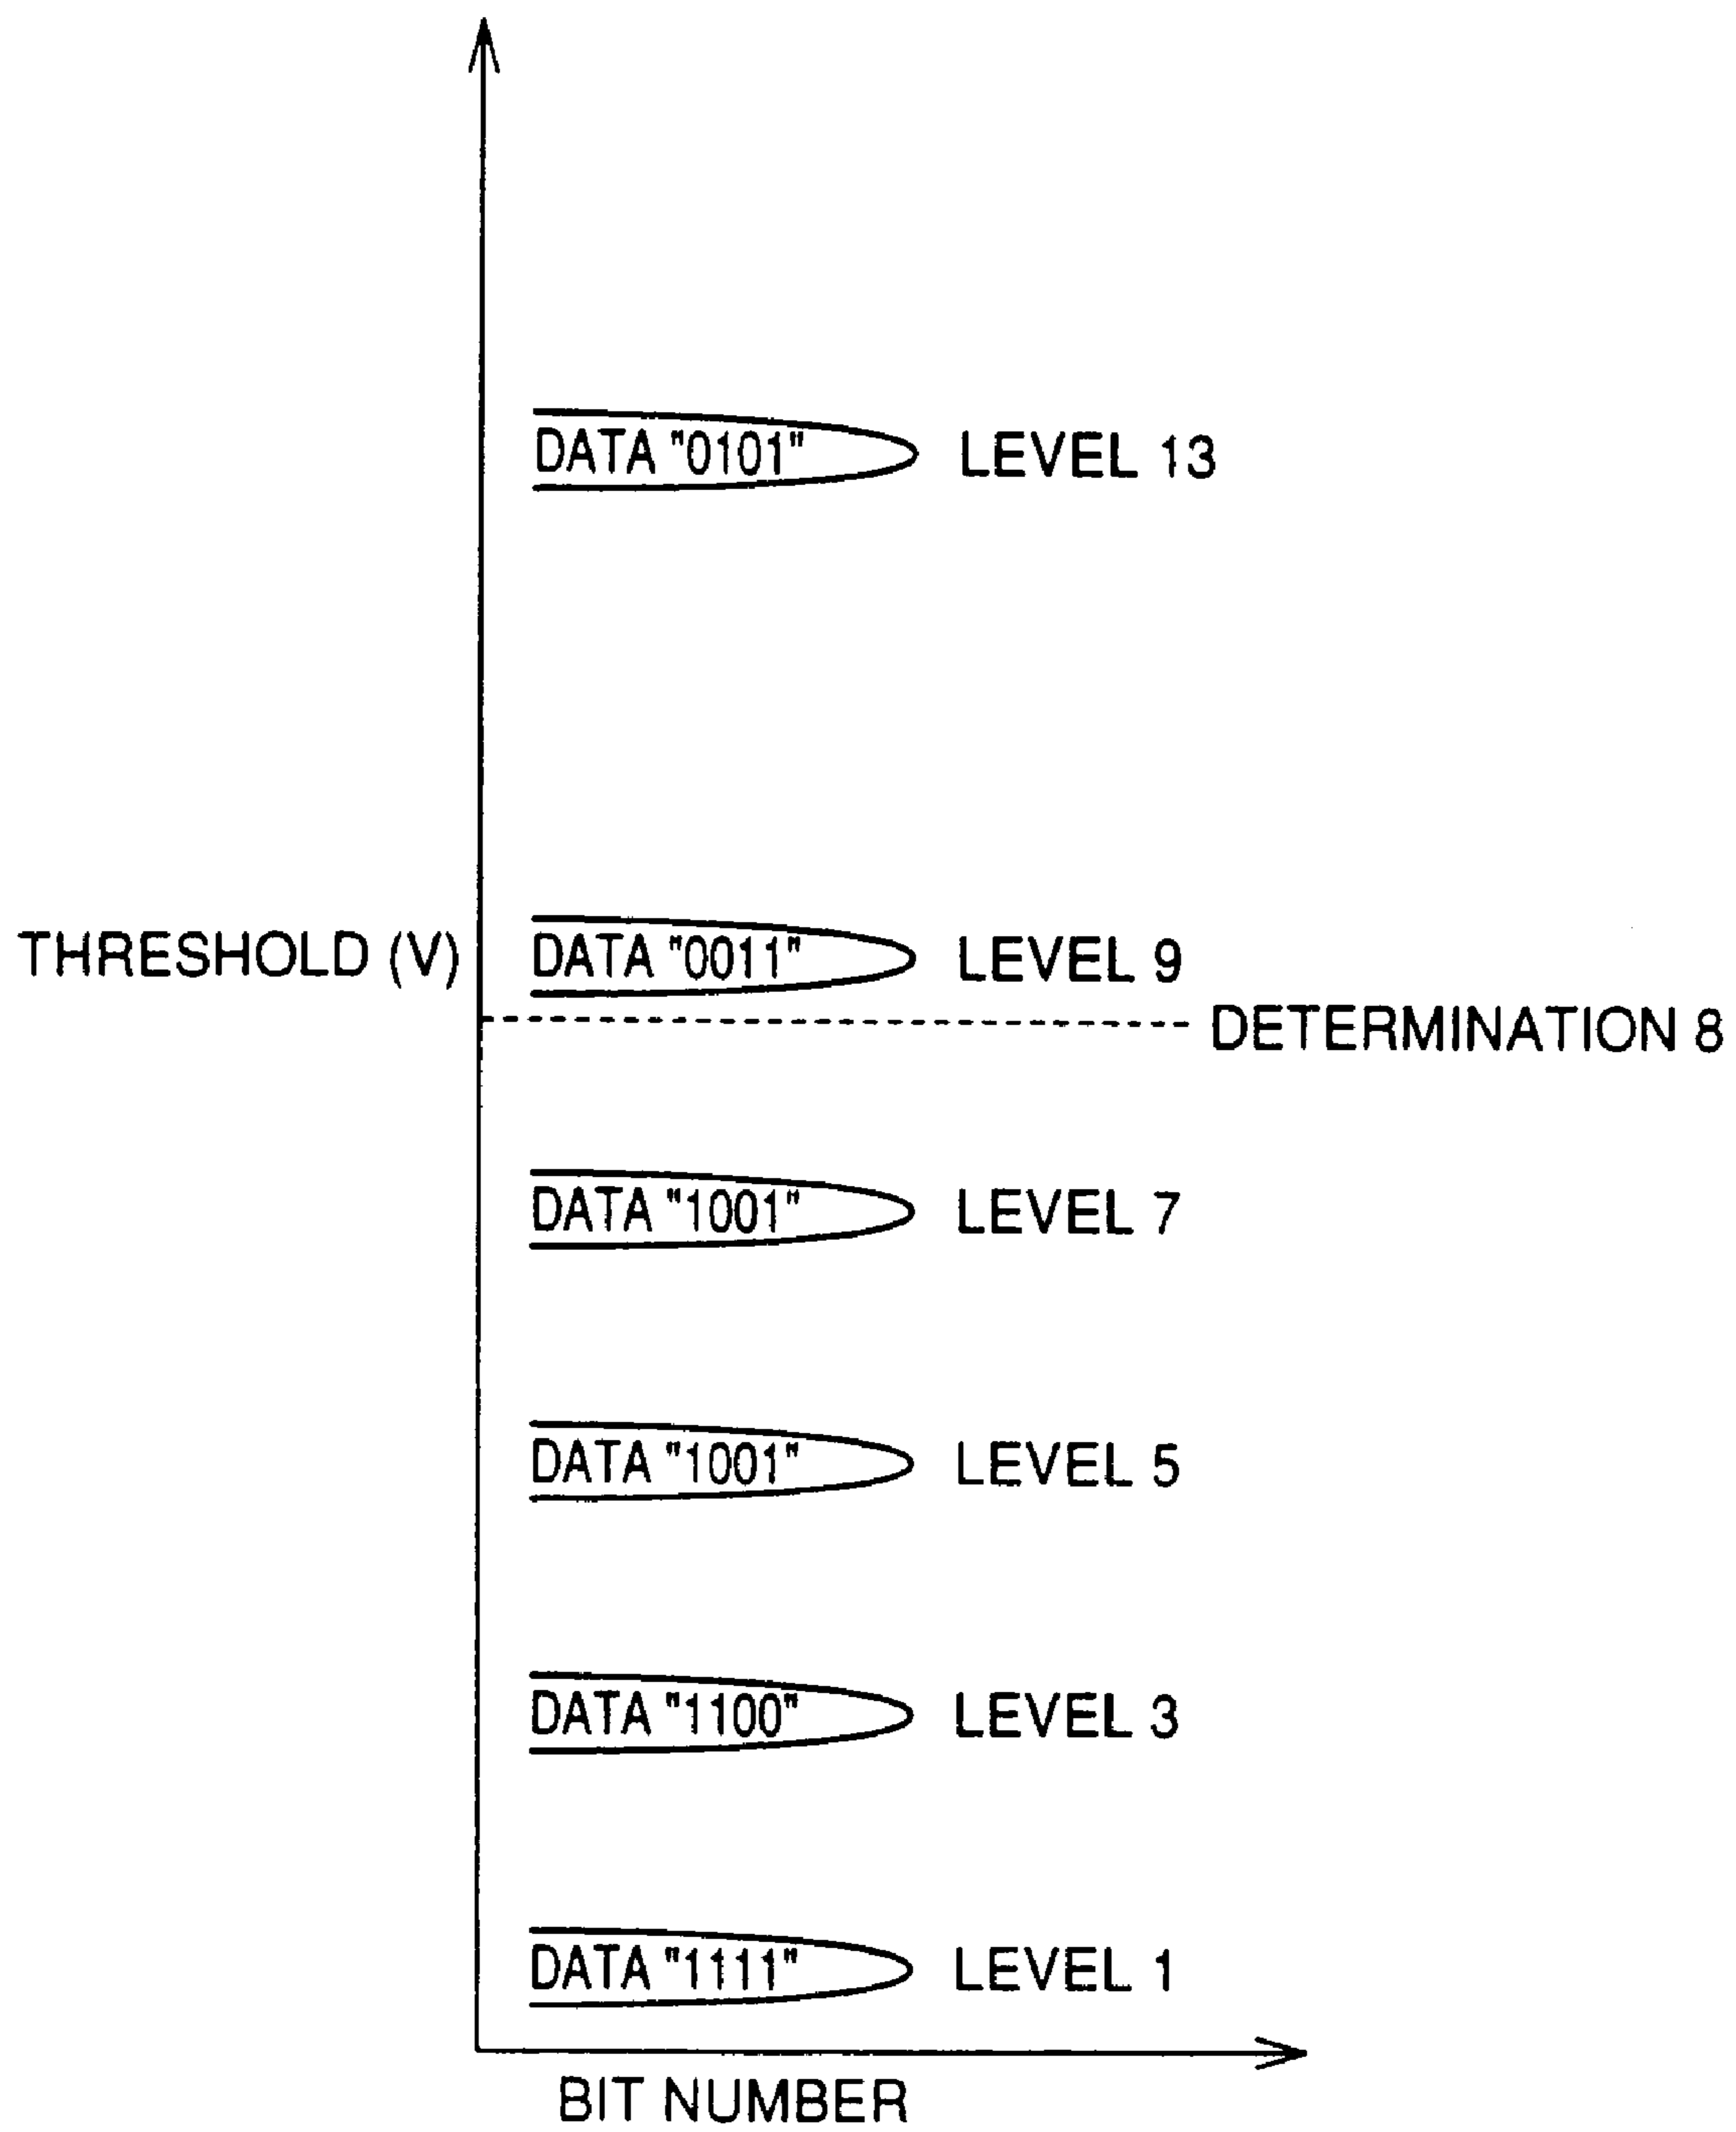 DATA "0101" LEVEL 13
THRESHOLD (V) DATA "0011" LEVEL 9
DETERMINATION 8
DATA "1001" LEVEL 7
DATA "1001" LEVEL 5
DATA "1100" LEVEL 3
DATA "1111" LEVEL 1
BIT NUMBER